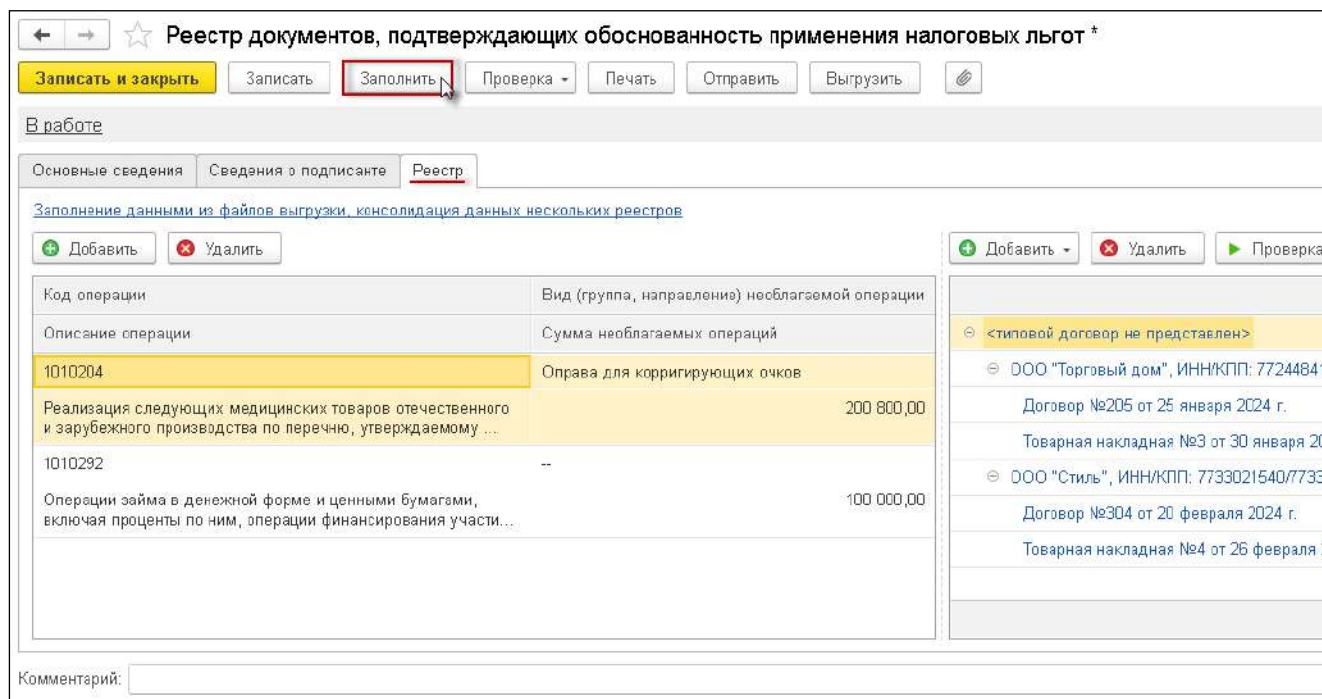 Реестр документов, подтверждающих обоснованность применения налоговых льгот *
Записать и закрыть Записать Заполнить Проверка Печать Отправить Выгрузить
В работе
Основные сведения Сведения о подписанте Реестр
Заполнение данными из файлов выгрузки, консолидация данных нескольких реестров
Добавить Удалить Добавить Удалить Проверка
Код операции Вид (группа, направление) необлагаемой операции
Описание операции Сумма необлагаемых операций <типовой договор не представлен>
1010204 Оправа для корригирующих очков ООО "Торговый дом", ИНН/КПП: 7724484
Реализация следующих медицинских товаров отечественного 200 800,00 Договор №205 от 25 января 2024 г.
и зарубежного производства по перечню, утверждаемому ... Товарная накладная №3 от 30 января
1010292 -- ООО "Стиль", ИНН/КПП: 7733021540/7733
Операции займа в денежной форме и ценными бумагами, 100 000,00 Договор №304 от 20 февраля 2024 г.
включая проценты по ним, операции финансирования участи... Товарная накладная №4 от 26 февраля
Комментарий: